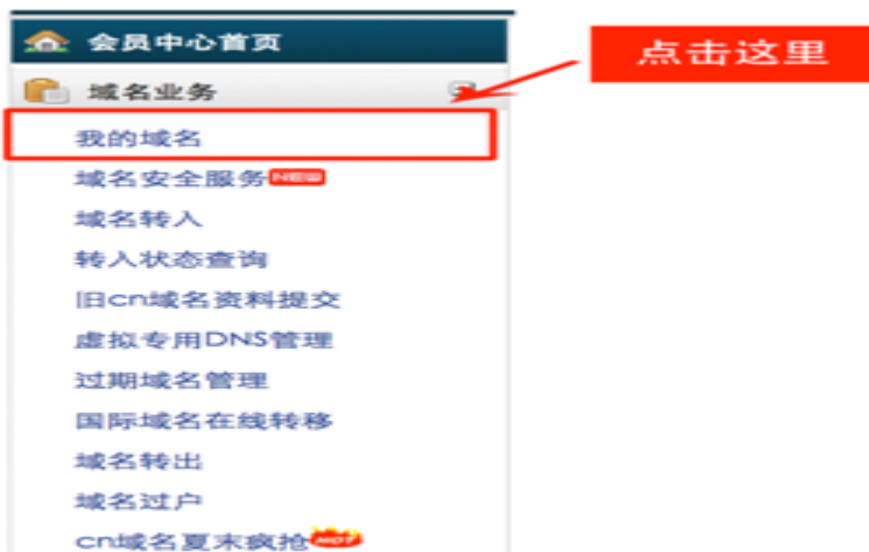 会员中心首页
点击这里
域名业务
我的域名
域名安全服务NEW
域名转入
转入状态查询
旧cn域名资料提交
虚拟专用DNS管理
过期域名管理
国际域名在线转移
域名转出
域名过户
cn域名夏末疯抢HOT